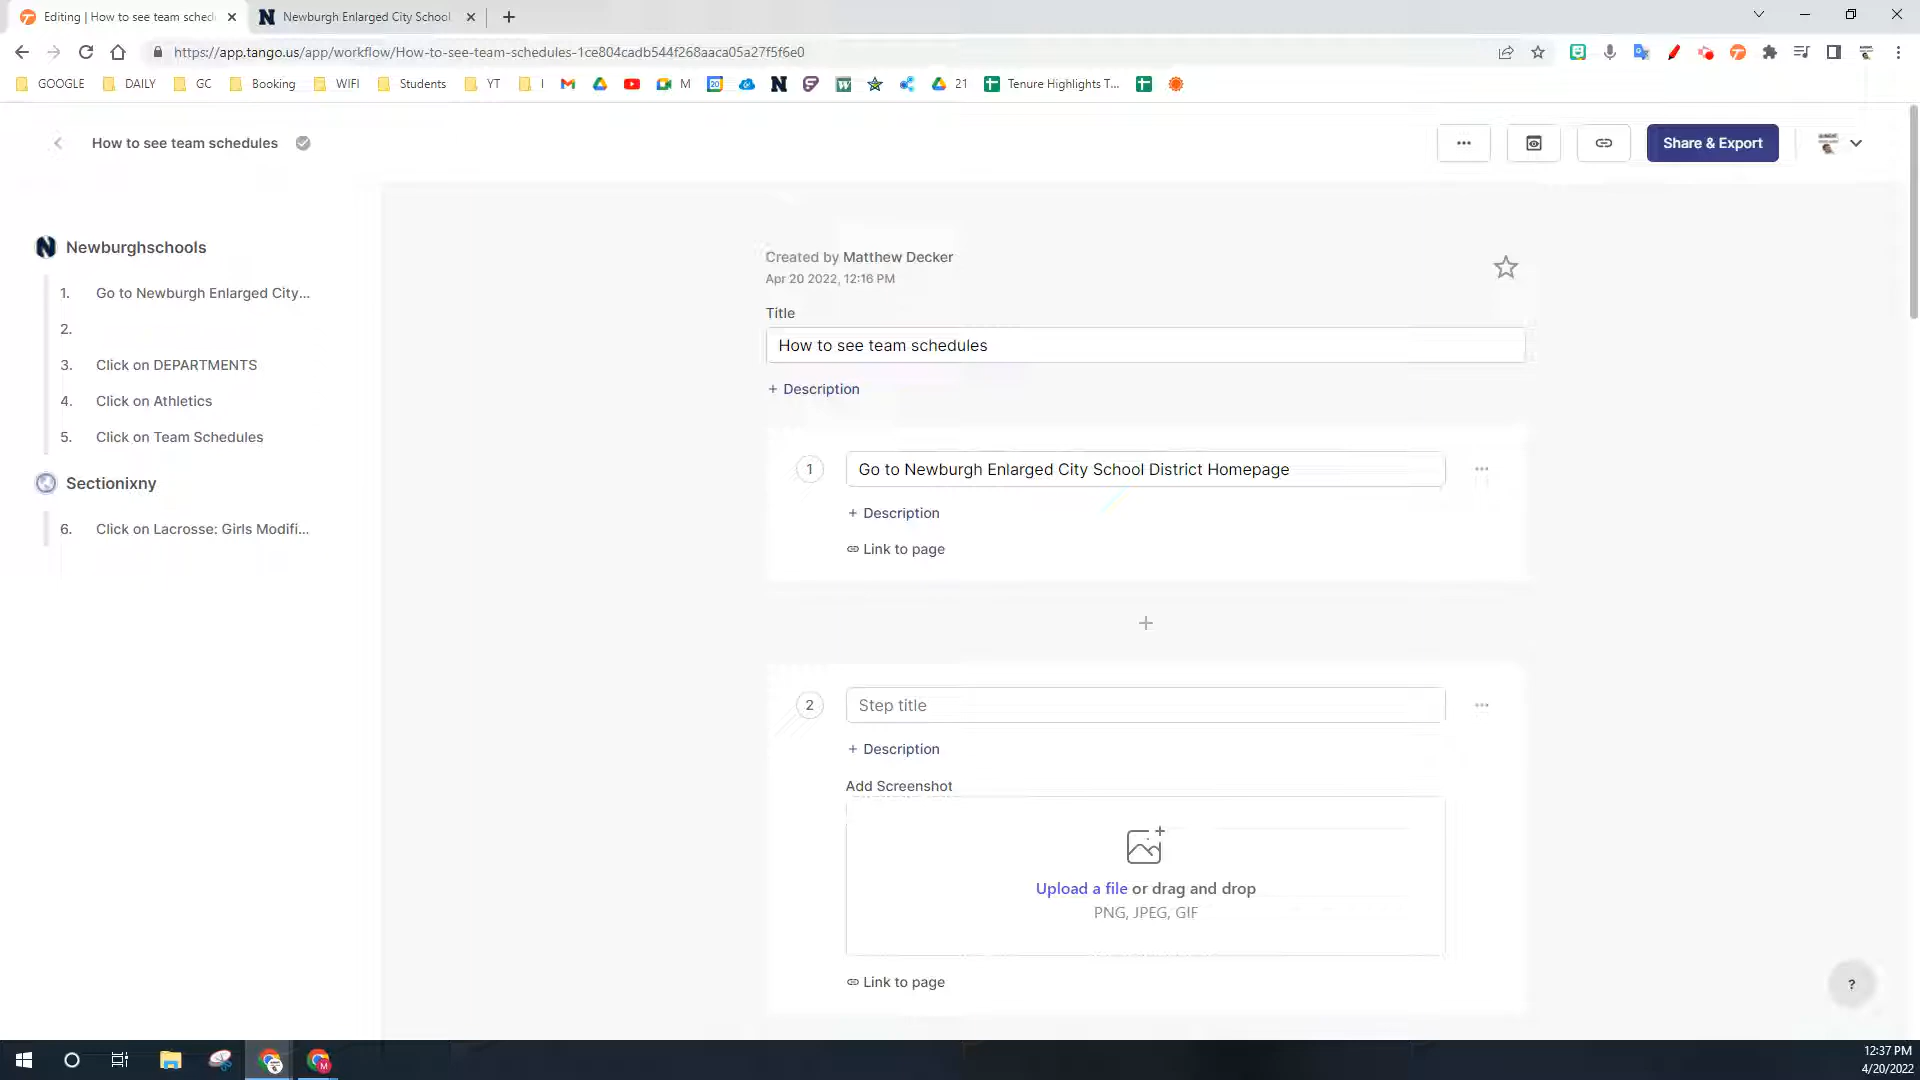 Editing | How to see team sched
Newburgh Enlarged City School
https://app.tango.us/app/workflow/How-to-see-team-schedules-1ce804cadb544f268aaca05a27f5f6e0
GOOGLE
DAILY
GC
Booking
WIFI
Students
YT
I
M
21
Tenure Highlights T...
How to see team schedules
Share & Export
Newburghschools
1. Go to Newburgh Enlarged City...
2.
3. Click on DEPARTMENTS
4. Click on Athletics
5. Click on Team Schedules
Sectionixny
6. Click on Lacrosse: Girls Modifi...
Created by Matthew Decker
Apr 20 2022, 12:16 PM
Title
How to see team schedules
+ Description
1
Go to Newburgh Enlarged City School District Homepage
+ Description
Link to page
2
Step title
+ Description
Add Screenshot
Upload a file or drag and drop
PNG, JPEG, GIF
Link to page
?
12:37 PM
4/20/2022